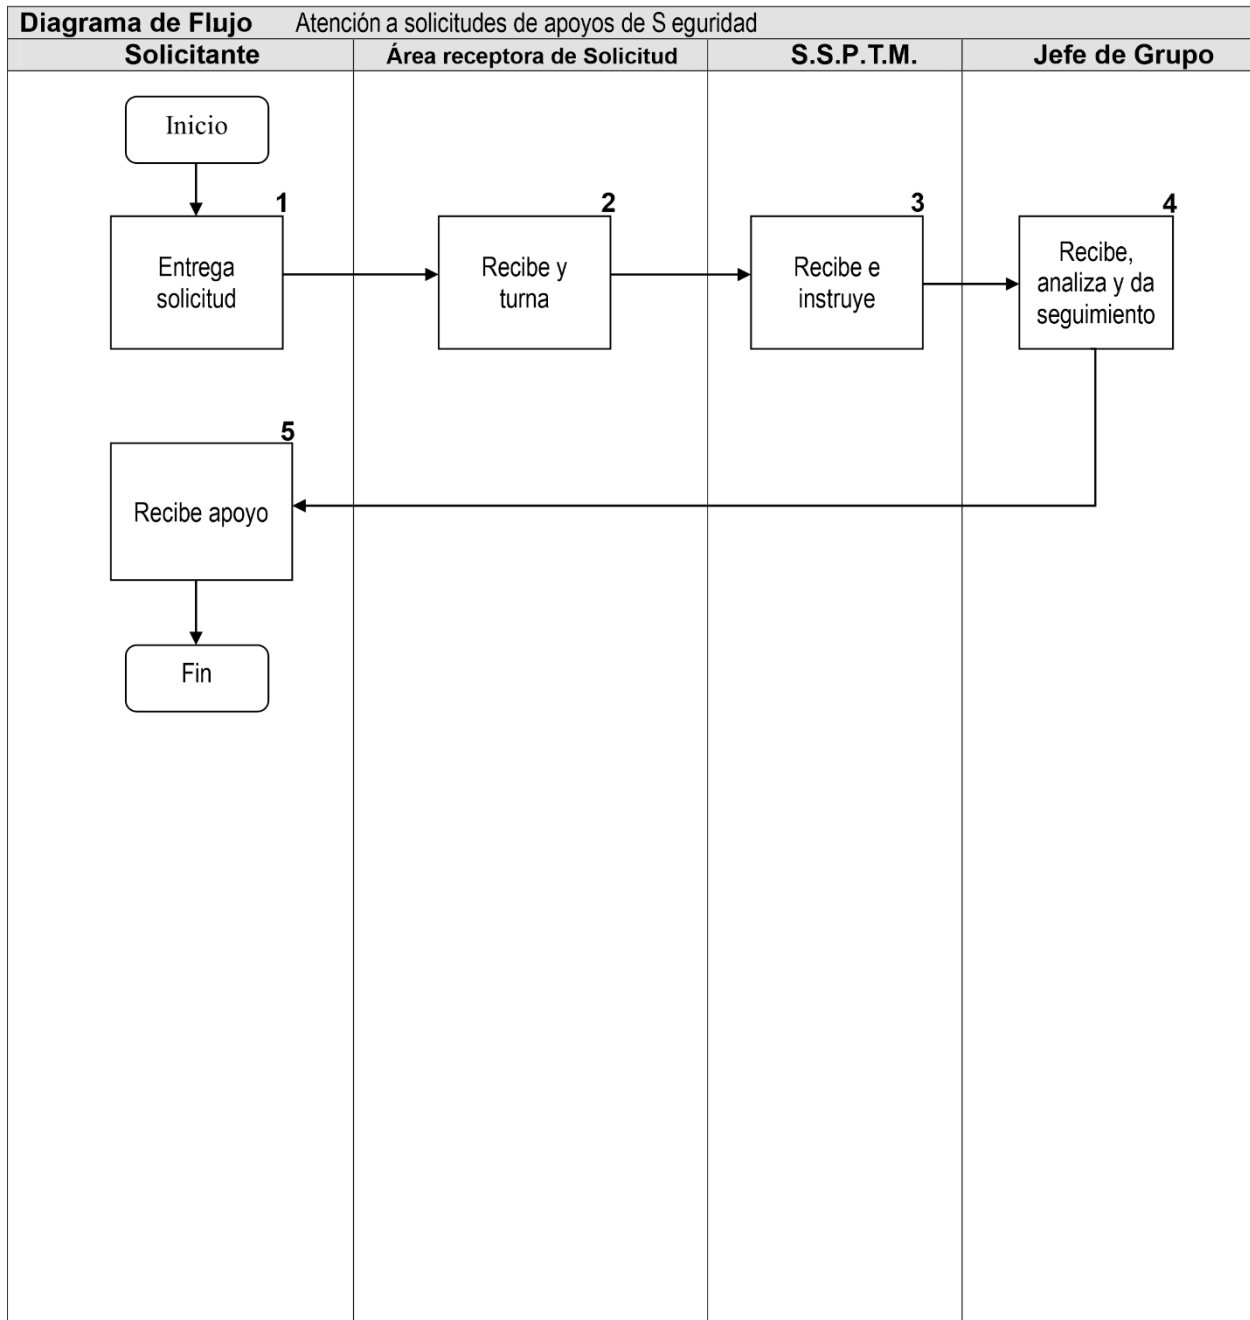 Diagrama de Flujo Atención a solicitudes de apoyos de S eguridad
Solicitante Área receptora de Solicitud S.S.P.T.M. Jefe de Grupo
Inicio
1
Entrega
solicitud
2
Recibe y
turna
3
Recibe e
instruye
4
Recibe,
analiza y da
seguimiento
5
Recibe apoyo
Fin